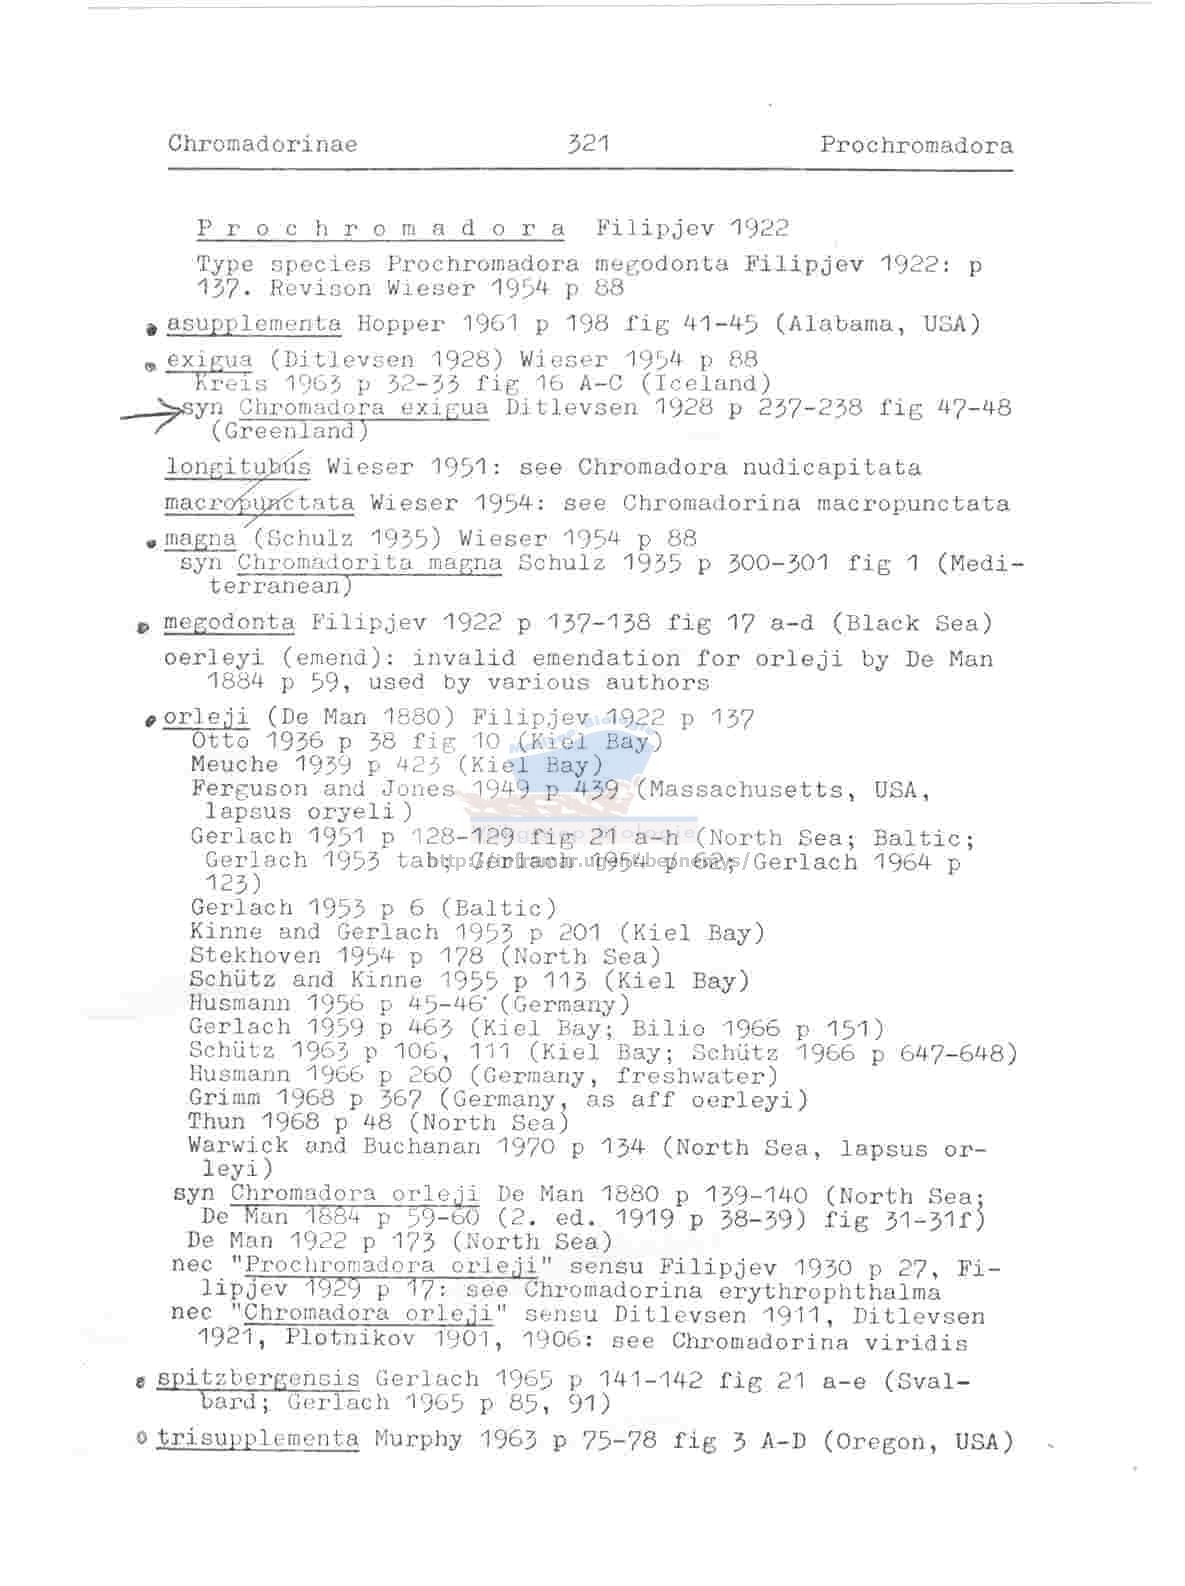 Chromadorinae 321 Prochromadora
P r o c h r o m a d o r a Filipjev 1922
Type species Prochromadora megodonta Filipjev 1922: p
137. Revison Wieser 1954 p 88
asupplementa Hopper 1961 p 198 fig 41-45 (Alabama, USA)
exigua (Ditlevsen 1928) Wieser 1954 p 88
Kreis 1963 p 32-33 fig 16 A-C (Iceland)
syn Chromadora exigua Ditlevsen 1928 p 237-238 fig 47-48
(Greenland)
longitubus Wieser 1951: see Chromadora nudicapitata
macropunctata Wieser 1954: see Chromadorina macropunctata
magna (Schulz 1935) Wieser 1954 p 88
syn Chromadorita magna Schulz 1935 p 300-301 fig 1 (Medi-
terranean)
megodonta Filipjev 1922 p 137-138 fig 17 a-d (Black Sea)
oerleyi (emend): invalid emendation for orleji by De Man
1884 p 59, used by various authors
orleji (De Man 1880) Filipjev 1922 p 137
Otto 1936 p 38 fig 10 (Kiel Bay)
Meuche 1939 p 423 (Kiel Bay)
Ferguson and Jones 1949 p 439 (Massachusetts, USA,
lapsus oryeli)
Gerlach 1951 p 128-129 fig 21 a-h (North Sea; Baltic;
Gerlach 1953 tab; Gerlach 1954 p 62; Gerlach 1964 p
123)
Gerlach 1953 p 6 (Baltic)
Kinne and Gerlach 1953 p 201 (Kiel Bay)
Stekhoven 1954 p 178 (North Sea)
Schütz and Kinne 1955 p 113 (Kiel Bay)
Husmann 1956 p 45-46 (Germany)
Gerlach 1959 p 463 (Kiel Bay; Bilio 1966 p 151)
Schütz 1963 p 106, 111 (Kiel Bay; Schütz 1966 p 647-648)
Husmann 1966 p 260 (Germany, freshwater)
Grimm 1968 p 367 (Germany, as aff oerleyi)
Thun 1968 p 48 (North Sea)
Warwick and Buchanan 1970 p 134 (North Sea, lapsus or-
leyi)
syn Chromadora orleji De Man 1880 p 139-140 (North Sea;
De Man 1884 p 59-60 (2. ed. 1919 p 38-39) fig 31-31f)
De Man 1922 p 173 (North Sea)
nec "Prochromadora orleji" sensu Filipjev 1930 p 27, Fi-
lipjev 1929 p 17: see Chromadorina erythrophthalma
nec "Chromadora orleji" sensu Ditlevsen 1911, Ditlevsen
1921, Plotnikov 1901, 1906: see Chromadorina viridis
spitzbergensis Gerlach 1965 p 141-142 fig 21 a-e (Sval-
bard; Gerlach 1965 p 85, 91)
trisupplementa Murphy 1963 p 75-78 fig 3 A-D (Oregon, USA)